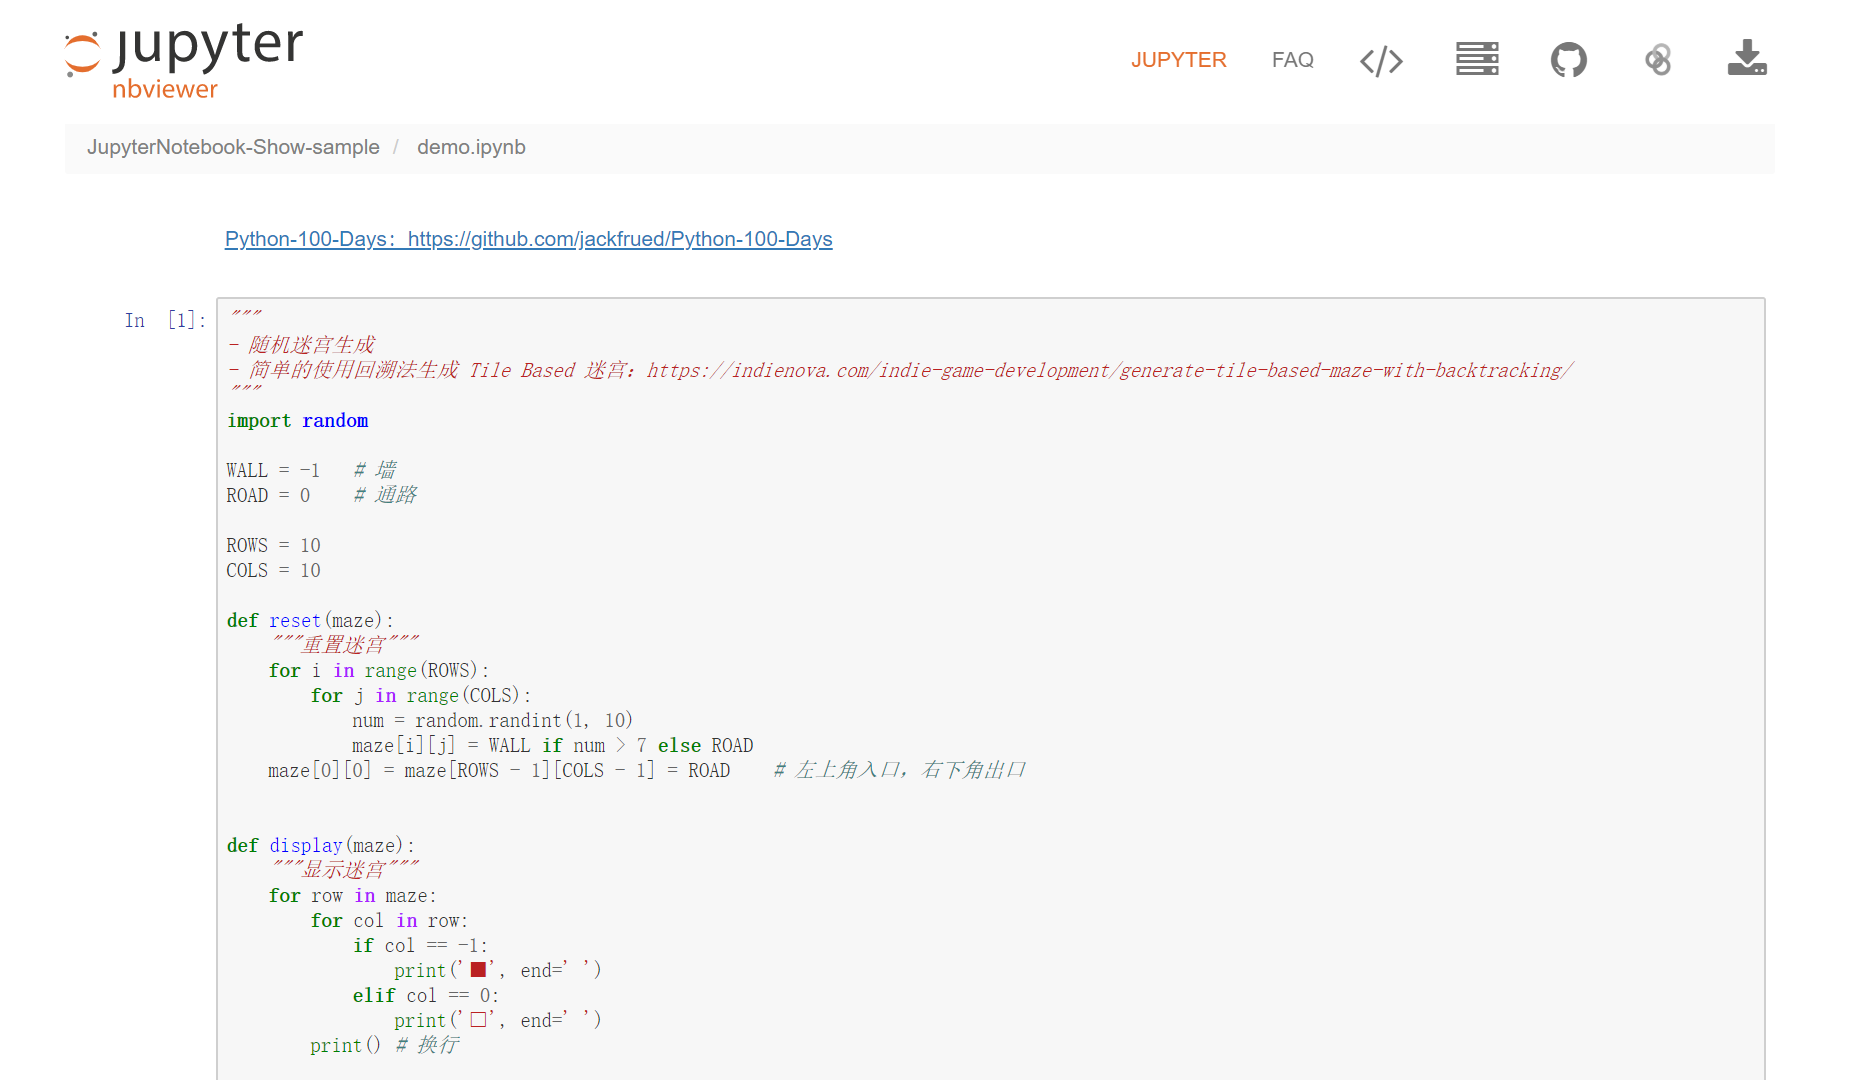 jupyter
nbviewer
JUPYTER FAQ </>
JupyterNotebook-Show-sample / demo.ipynb
Python-100-Days：https://github.com/jackfrued/Python-100-Days
In [1]:
"""
- 随机迷宫生成
- 简单的使用回溯法生成 Tile Based 迷宫：https://indienova.com/indie-game-development/generate-tile-based-maze-with-backtracking/
"""
import random
WALL = -1   # 墙
ROAD = 0    # 通路
ROWS = 10
COLS = 10
def reset(maze):
    """重置迷宫"""
    for i in range(ROWS):
        for j in range(COLS):
            num = random.randint(1, 10)
            maze[i][j] = WALL if num > 7 else ROAD
    maze[0][0] = maze[ROWS - 1][COLS - 1] = ROAD    # 左上角入口，右下角出口
def display(maze):
    """显示迷宫"""
    for row in maze:
        for col in row:
            if col == -1:
                print('■', end=' ')
            elif col == 0:
                print('□', end=' ')
        print() # 换行